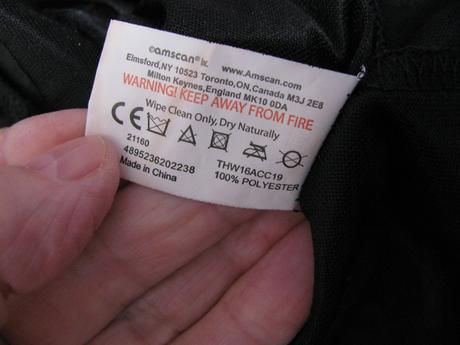 ©amscan® in.
www.Amscan.com
Elmsford,NY 10523 Toronto,ON,Canada M3J 2E8
Milton Keynes,England MK10 0DA
WARNING! KEEP AWAY FROM FIRE
Wipe Clean Only, Dry Naturally
CE
21160
4895236202238
Made in China
THW16ACC19
100% POLYESTER